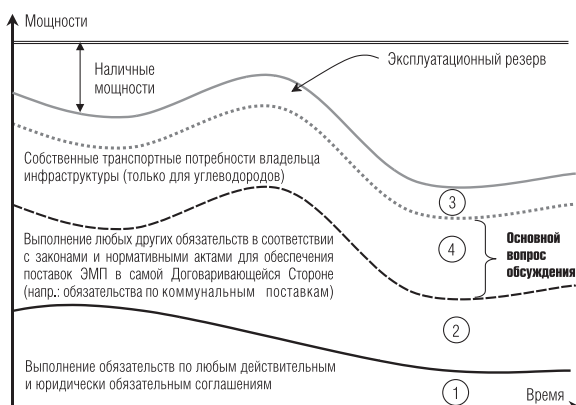 Мощности
Наличные
мощности
Эксплуатационный резерв
Собственные транспортные потребности владельца
инфраструктуры (только для углеводородов)
3
4
Основной
вопрос
обсуждения
Выполнение любых других обязательств в соответствии
с законами и нормативными актами для обеспечения
поставок ЭМП в самой Договаривающейся Стороне
(напр.: обязательства по коммунальным поставкам)
2
Выполнение обязательств по любым действительным
и юридически обязательным соглашениям
1
Время